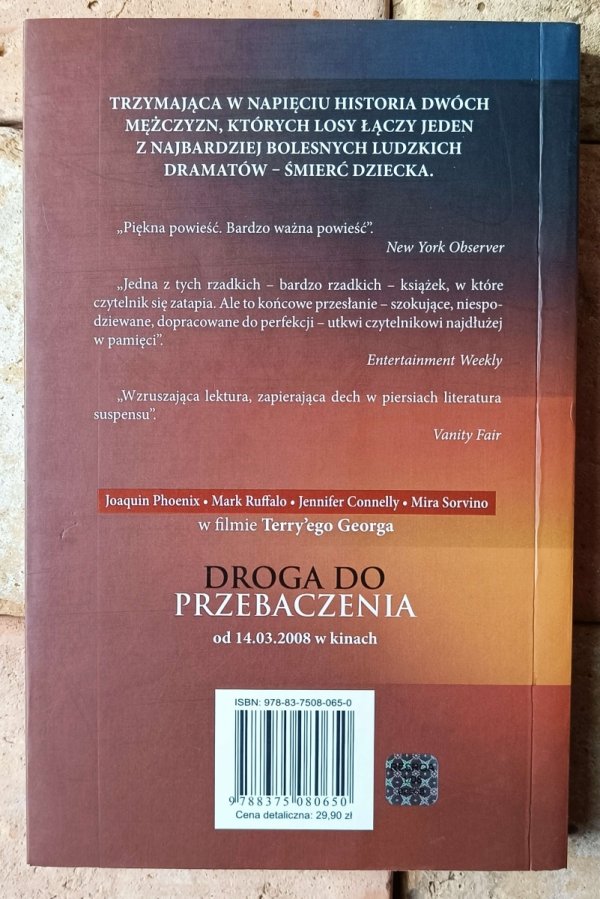 TRZYMAJĄCA W NAPIĘCIU HISTORIA DWÓCH
MĘŻCZYZN, KTÓRYCH LOSY ŁĄCZY JEDEN
Z NAJBARDZIEJ BOLESNYCH LUDZKICH
DRAMATÓW – ŚMIERĆ DZIECKA.
„Piękna powieść. Bardzo ważna powieść”.
New York Observer
„Jedna z tych rzadkich – bardzo rzadkich – książek, w które
czytelnik się zatapia. Ale to końcowe przesłanie – szokujące, niespo-
dziewane, dopracowane do perfekcji – utkwi czytelnikowi najdłużej
w pamięci”.
Entertainment Weekly
„Wzruszająca lektura, zapierająca dech w piersiach literatura
suspensu”.
Vanity Fair
Joaquin Phoenix • Mark Ruffalo • Jennifer Connelly • Mira Sorvino
w filmie Terry’ego Georga
DROGA DO
PRZEBACZENIA
od 14.03.2008 w kinach
ISBN: 978-83-7508-065-0
9 788375 080650
Cena detaliczna: 29,90 zł